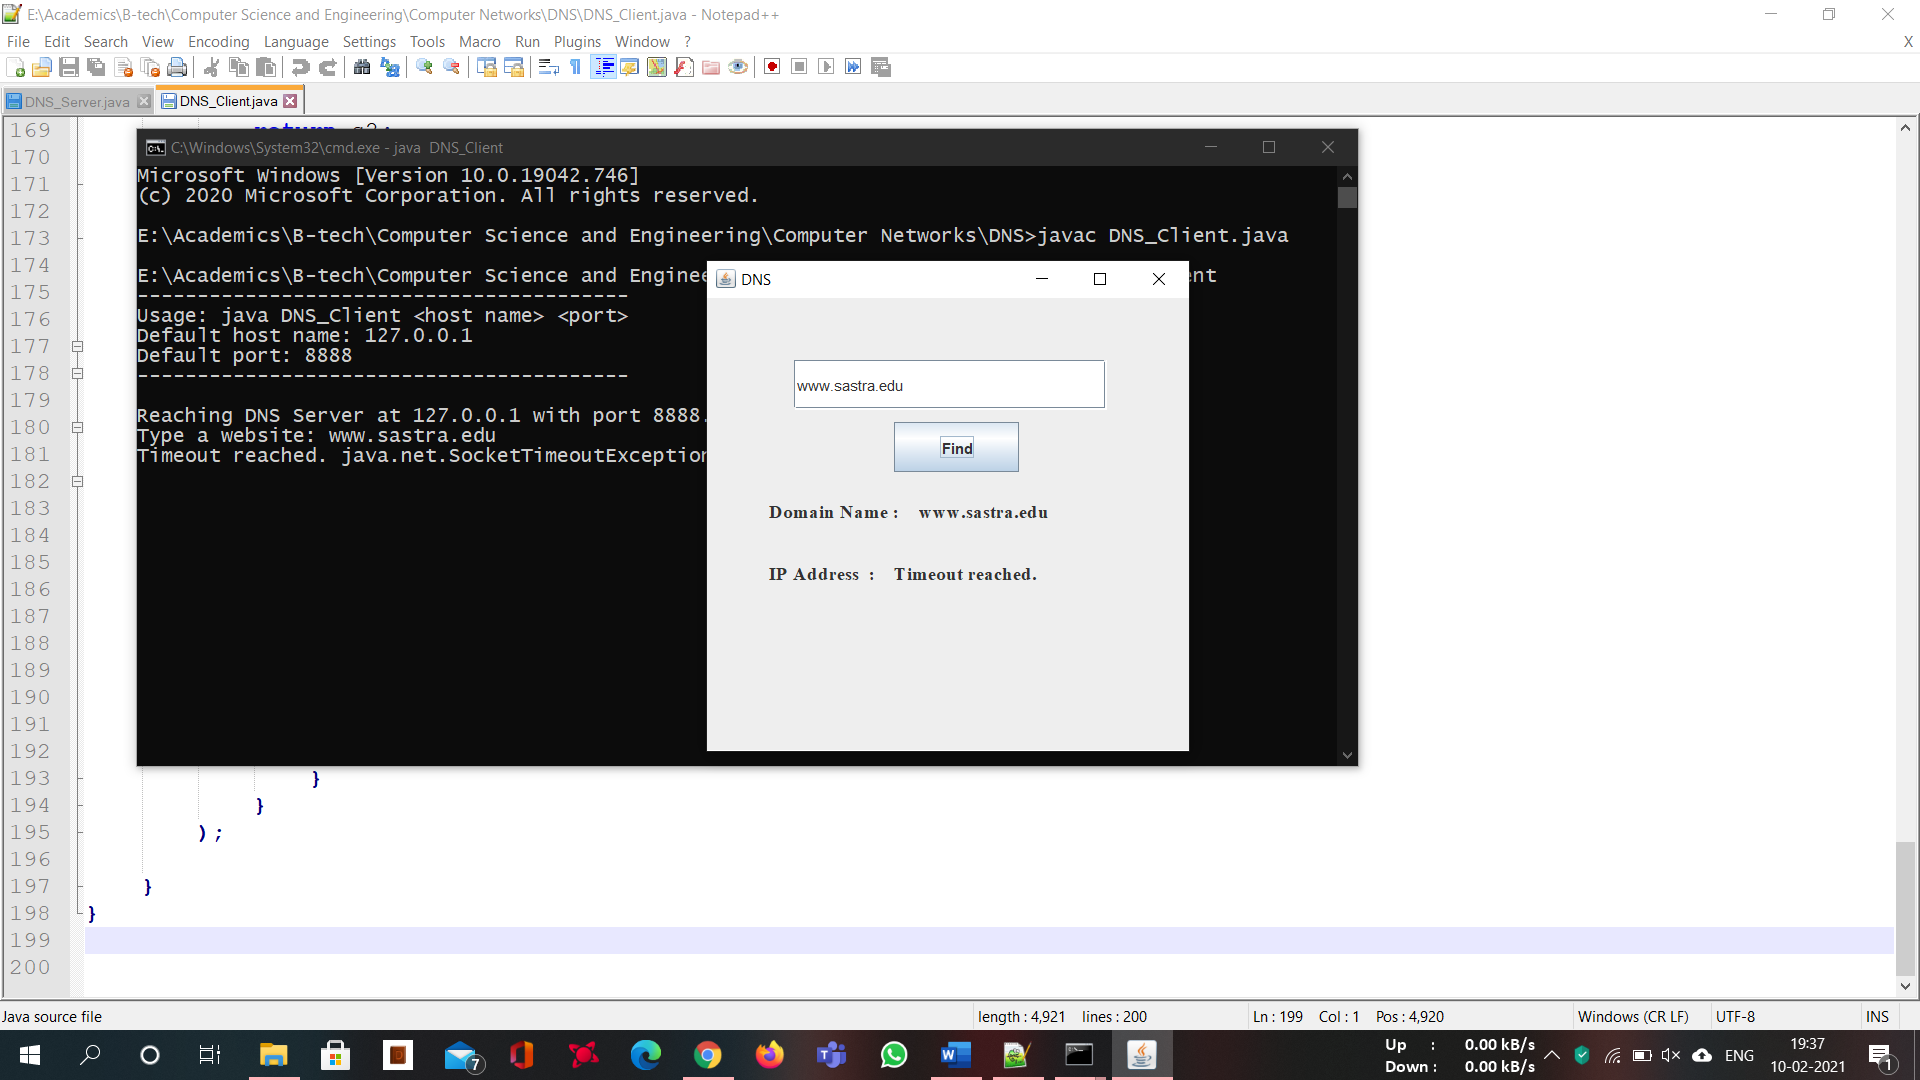 E:\Academics\B-tech\Computer Science and Engineering\Computer Networks\DNS\DNS_Client.java - Notepad++
File Edit Search View Encoding Language Settings Tools Macro Run Plugins Window ?
X
DNS_Server.java
DNS_Client.java
169
170
171
172
173
174
175
176
177
178
179
180
181
182
183
184
185
186
187
188
189
190
191
192
193 }
194 }
195 );
196
197 }
198 }
199
200
C:\Windows\System32\cmd.exe - java DNS_Client
Microsoft Windows [Version 10.0.19042.746]
(c) 2020 Microsoft Corporation. All rights reserved.
E:\Academics\B-tech\Computer Science and Engineering\Computer Networks\DNS>javac DNS_Client.java
E:\Academics\B-tech\Computer Science and Enginee
ent
-----------------------------------------
Usage: java DNS_Client <host name> <port>
Default host name: 127.0.0.1
Default port: 8888
-----------------------------------------
Reaching DNS Server at 127.0.0.1 with port 8888.
Type a website: www.sastra.edu
Timeout reached. java.net.SocketTimeoutException
DNS
www.sastra.edu
Find
Domain Name : www.sastra.edu
IP Address : Timeout reached.
Java source file
length : 4,921 lines : 200
Ln : 199 Col : 1 Pos : 4,920
Windows (CR LF)
UTF-8
INS
7
Up : 0.00 kB/s
Down : 0.00 kB/s
ENG
19:37
10-02-2021
1